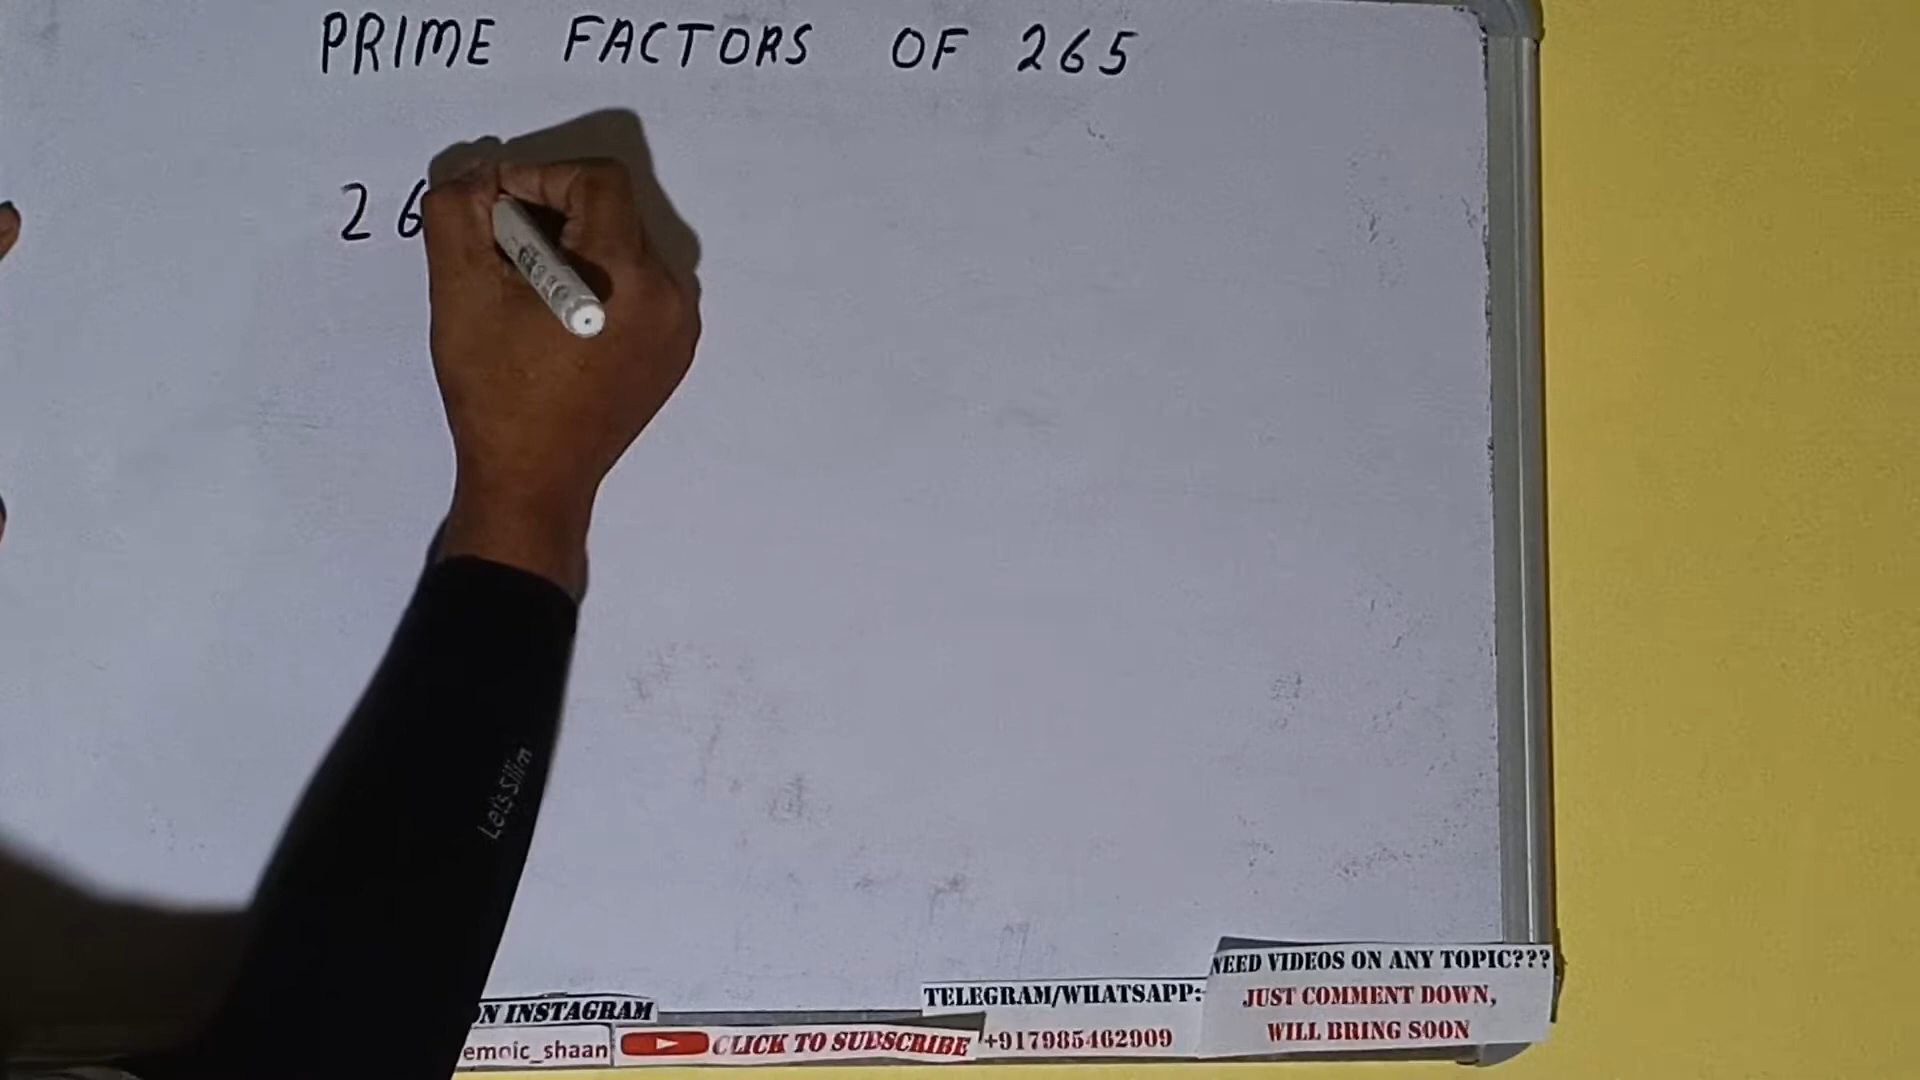 PRIME FACTORS OF 265
26
Let's Slim
ON INSTAGRAM
emoic_shaan
CLICK TO SUBSCRIBE
TELEGRAM/WHATSAPP:
+917985462909
NEED VIDEOS ON ANY TOPIC???
JUST COMMENT DOWN,
WILL BRING SOON